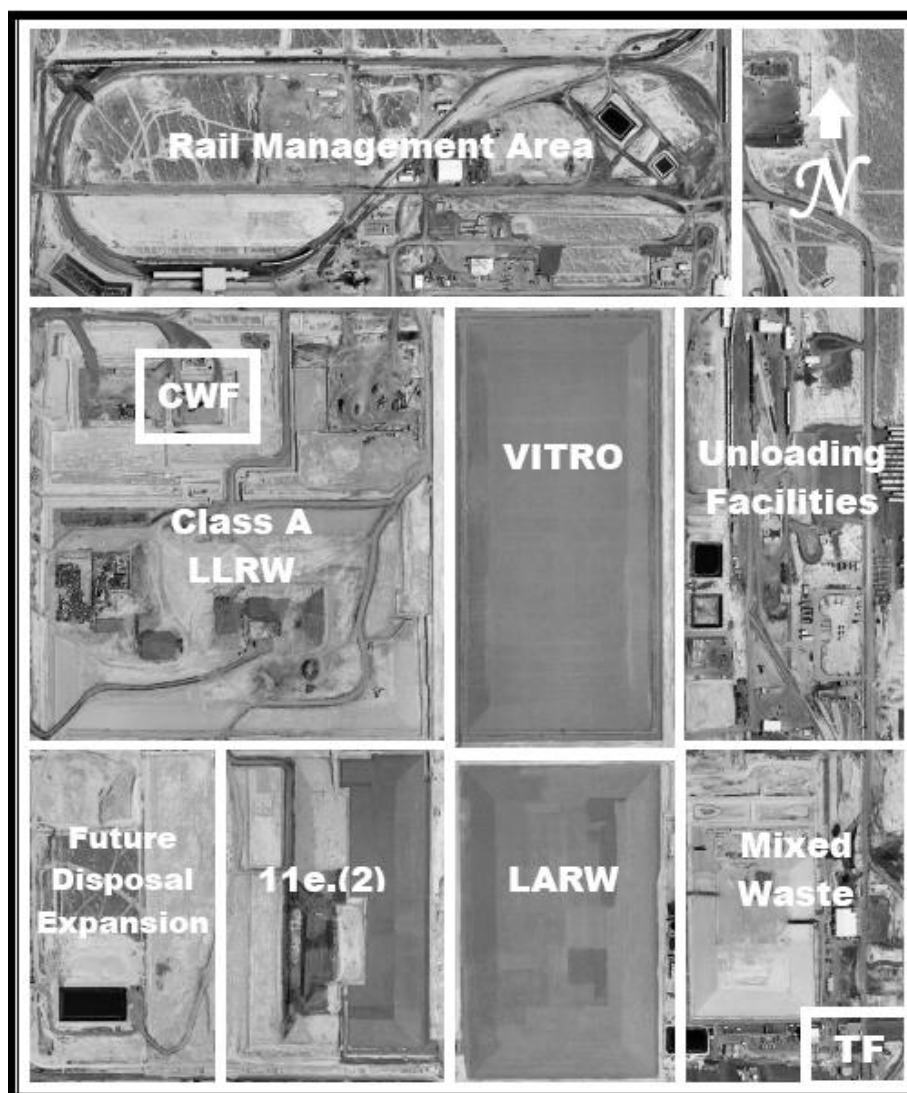 Rail Management Area
N
CWF
VITRO
Unloading
Facilities
Class A
LLRW
Future
Disposal
Expansion
11e.(2)
LARW
Mixed
Waste
TF